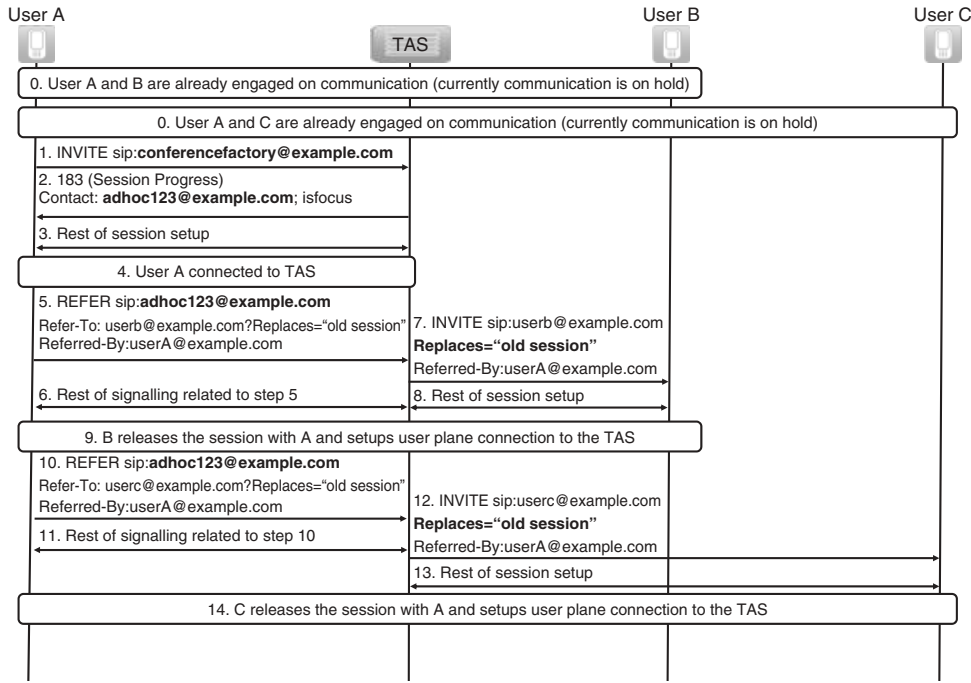 User A
TAS
User B
User C
0. User A and B are already engaged on communication (currently communication is on hold)
0. User A and C are already engaged on communication (currently communication is on hold)
1. INVITE sip:conferencefactory@example.com
2. 183 (Session Progress)
Contact: adhoc123@example.com; isfocus
3. Rest of session setup
4. User A connected to TAS
5. REFER sip:adhoc123@example.com
Refer-To: userb@example.com?Replaces=“old session”
Referred-By:userA@example.com
7. INVITE sip:userb@example.com
Replaces=“old session”
Referred-By:userA@example.com
6. Rest of signalling related to step 5
8. Rest of session setup
9. B releases the session with A and setups user plane connection to the TAS
10. REFER sip:adhoc123@example.com
Refer-To: userc@example.com?Replaces=“old session”
Referred-By:userA@example.com
12. INVITE sip:userc@example.com
Replaces=“old session”
Referred-By:userA@example.com
11. Rest of signalling related to step 10
13. Rest of session setup
14. C releases the session with A and setups user plane connection to the TAS